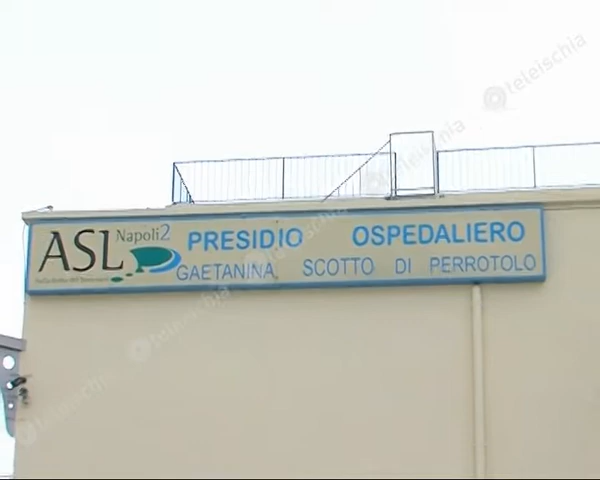 teleischia
ASL Napoli2
PRESIDIO OSPEDALIERO
GAETANINA SCOTTO DI PERROTOLO